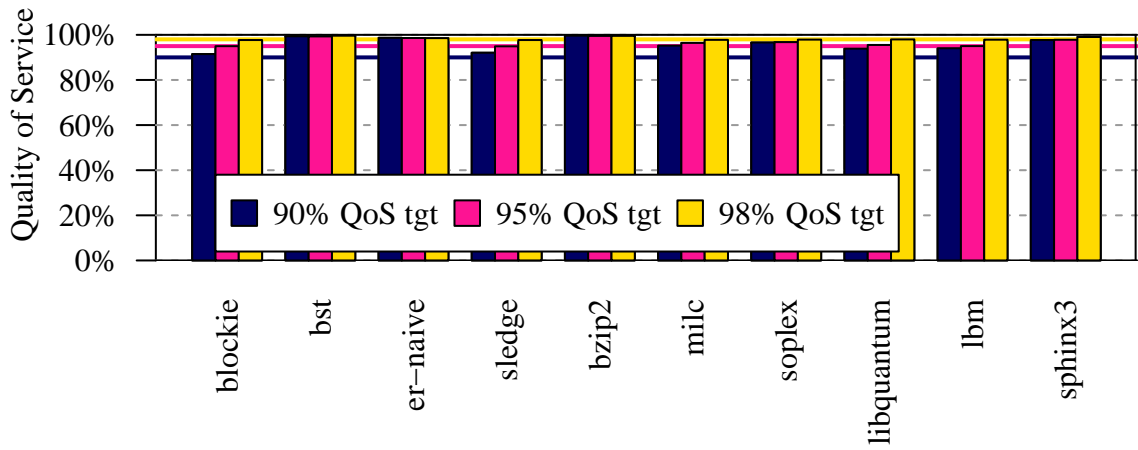 Quality of Service
100%
80%
60%
40%
20%
0%
90% QoS tgt 95% QoS tgt 98% QoS tgt
blockie
bst
er−naive
sledge
bzip2
milc
soplex
libquantum
lbm
sphinx3